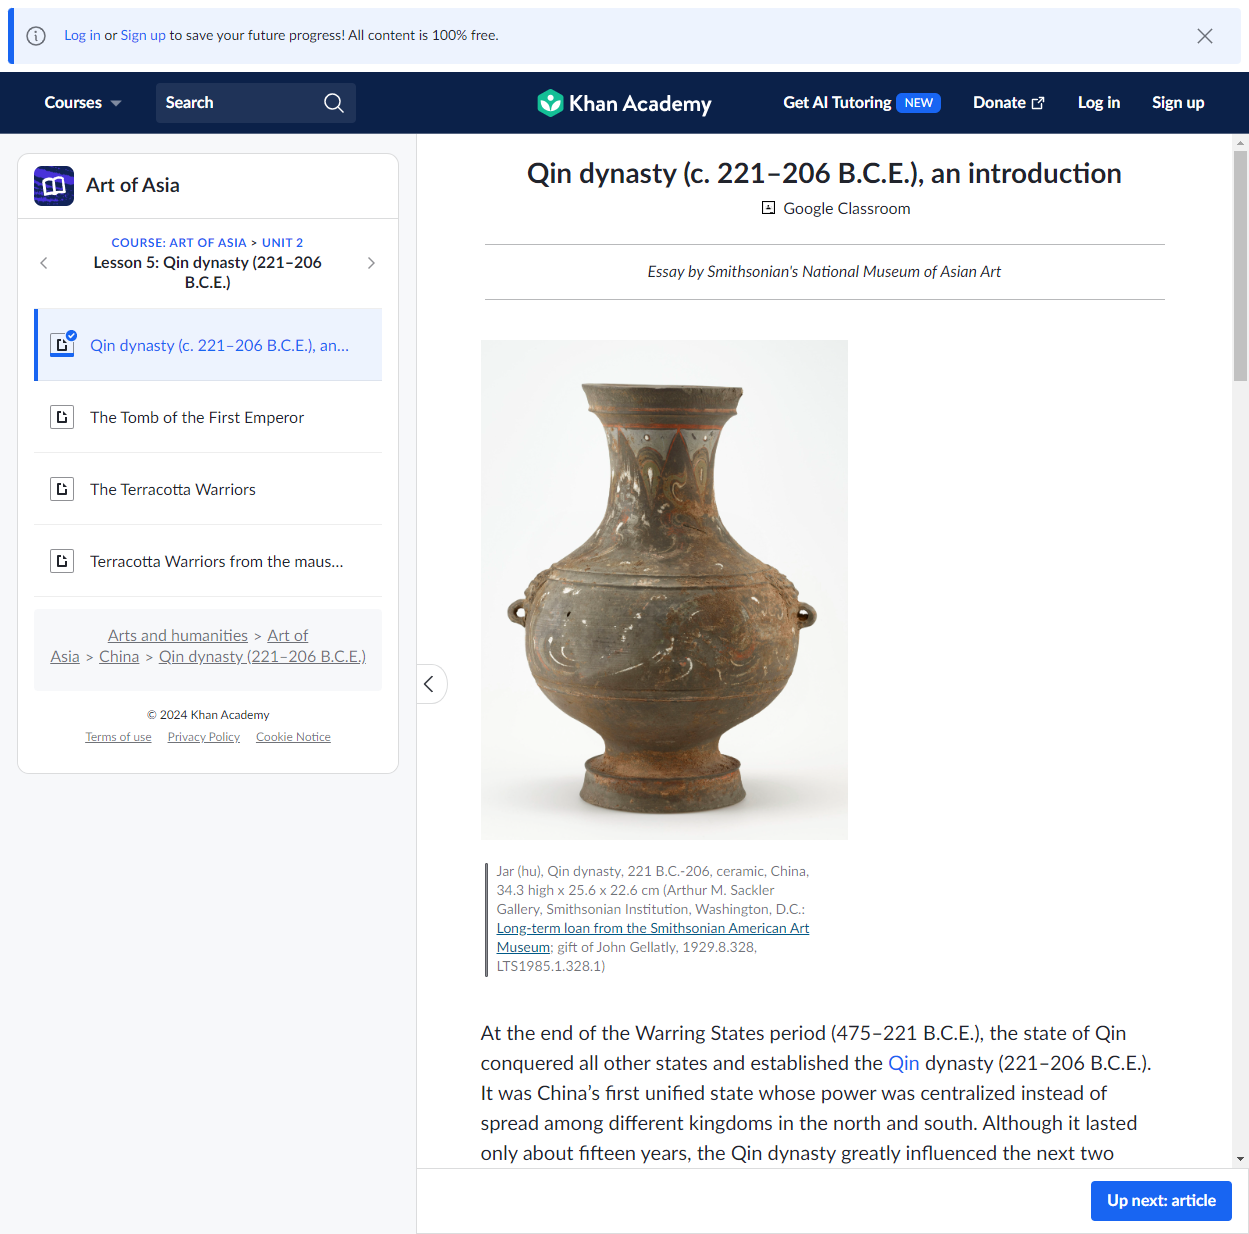 Log in or Sign up to save your future progress! All content is 100% free.
Courses
Search
Khan Academy
Get AI Tutoring NEW
Donate
Log in
Sign up
Art of Asia
COURSE: ART OF ASIA > UNIT 2
Lesson 5: Qin dynasty (221–206
B.C.E.)
Qin dynasty (c. 221–206 B.C.E.), an...
The Tomb of the First Emperor
The Terracotta Warriors
Terracotta Warriors from the maus...
Arts and humanities > Art of
Asia > China > Qin dynasty (221–206 B.C.E.)
© 2024 Khan Academy
Terms of use Privacy Policy Cookie Notice
Qin dynasty (c. 221–206 B.C.E.), an introduction
Google Classroom
Essay by Smithsonian's National Museum of Asian Art
Jar (hu), Qin dynasty, 221 B.C.-206, ceramic, China,
34.3 high x 25.6 x 22.6 cm (Arthur M. Sackler
Gallery, Smithsonian Institution, Washington, D.C.:
Long-term loan from the Smithsonian American Art
Museum; gift of John Gellatly, 1929.8.328,
LTS1985.1.328.1)
At the end of the Warring States period (475–221 B.C.E.), the state of Qin
conquered all other states and established the Qin dynasty (221–206 B.C.E.).
It was China’s first unified state whose power was centralized instead of
spread among different kingdoms in the north and south. Although it lasted
only about fifteen years, the Qin dynasty greatly influenced the next two
Up next: article